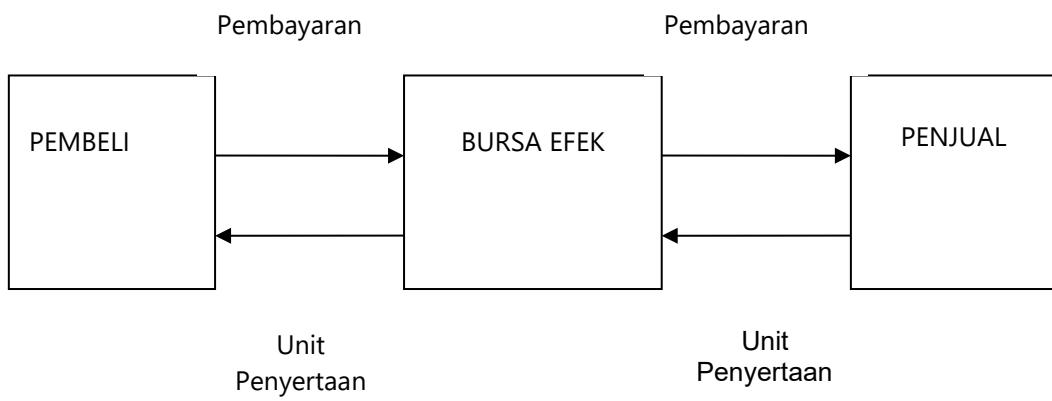 Pembayaran
Pembayaran
PEMBELI
BURSA EFEK
PENJUAL
Unit
Penyertaan
Unit
Penyertaan